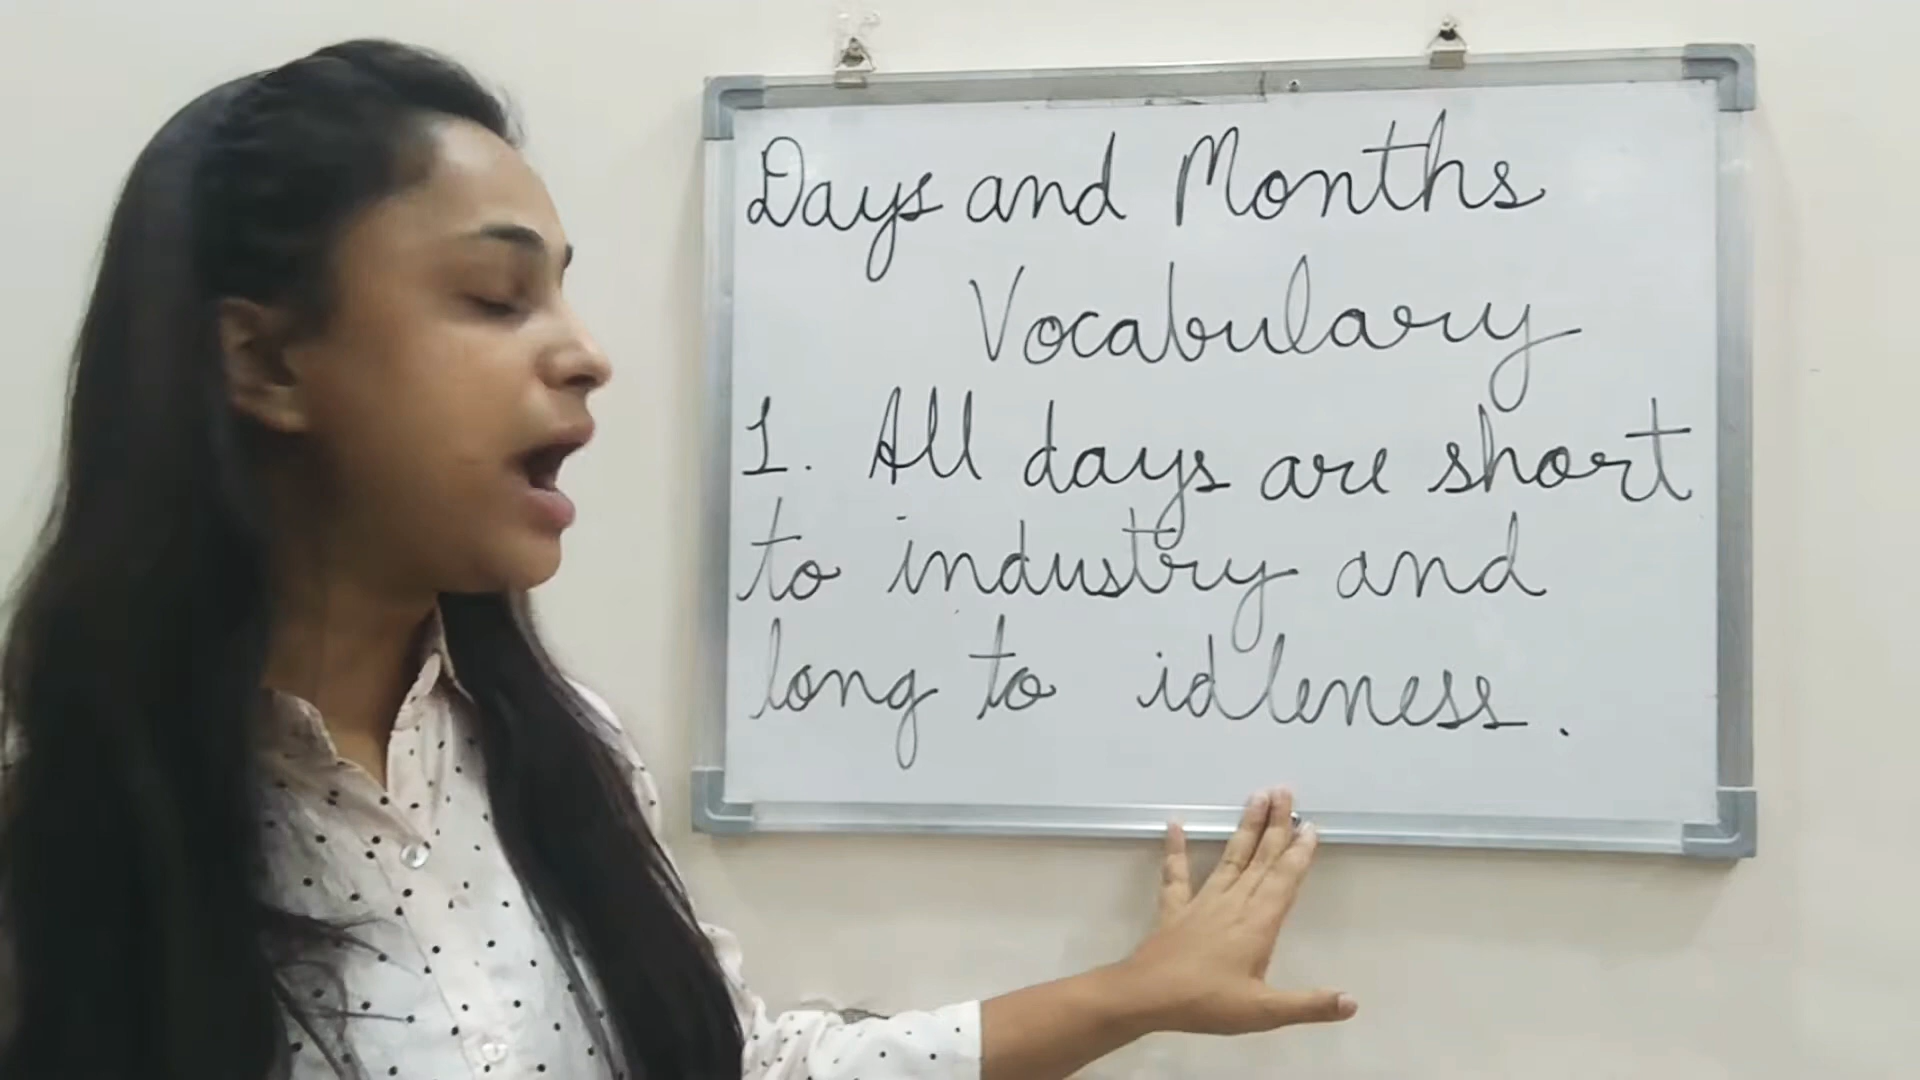 Days and Months
Vocabulary
1. All days are short
to industry and
long to idleness.